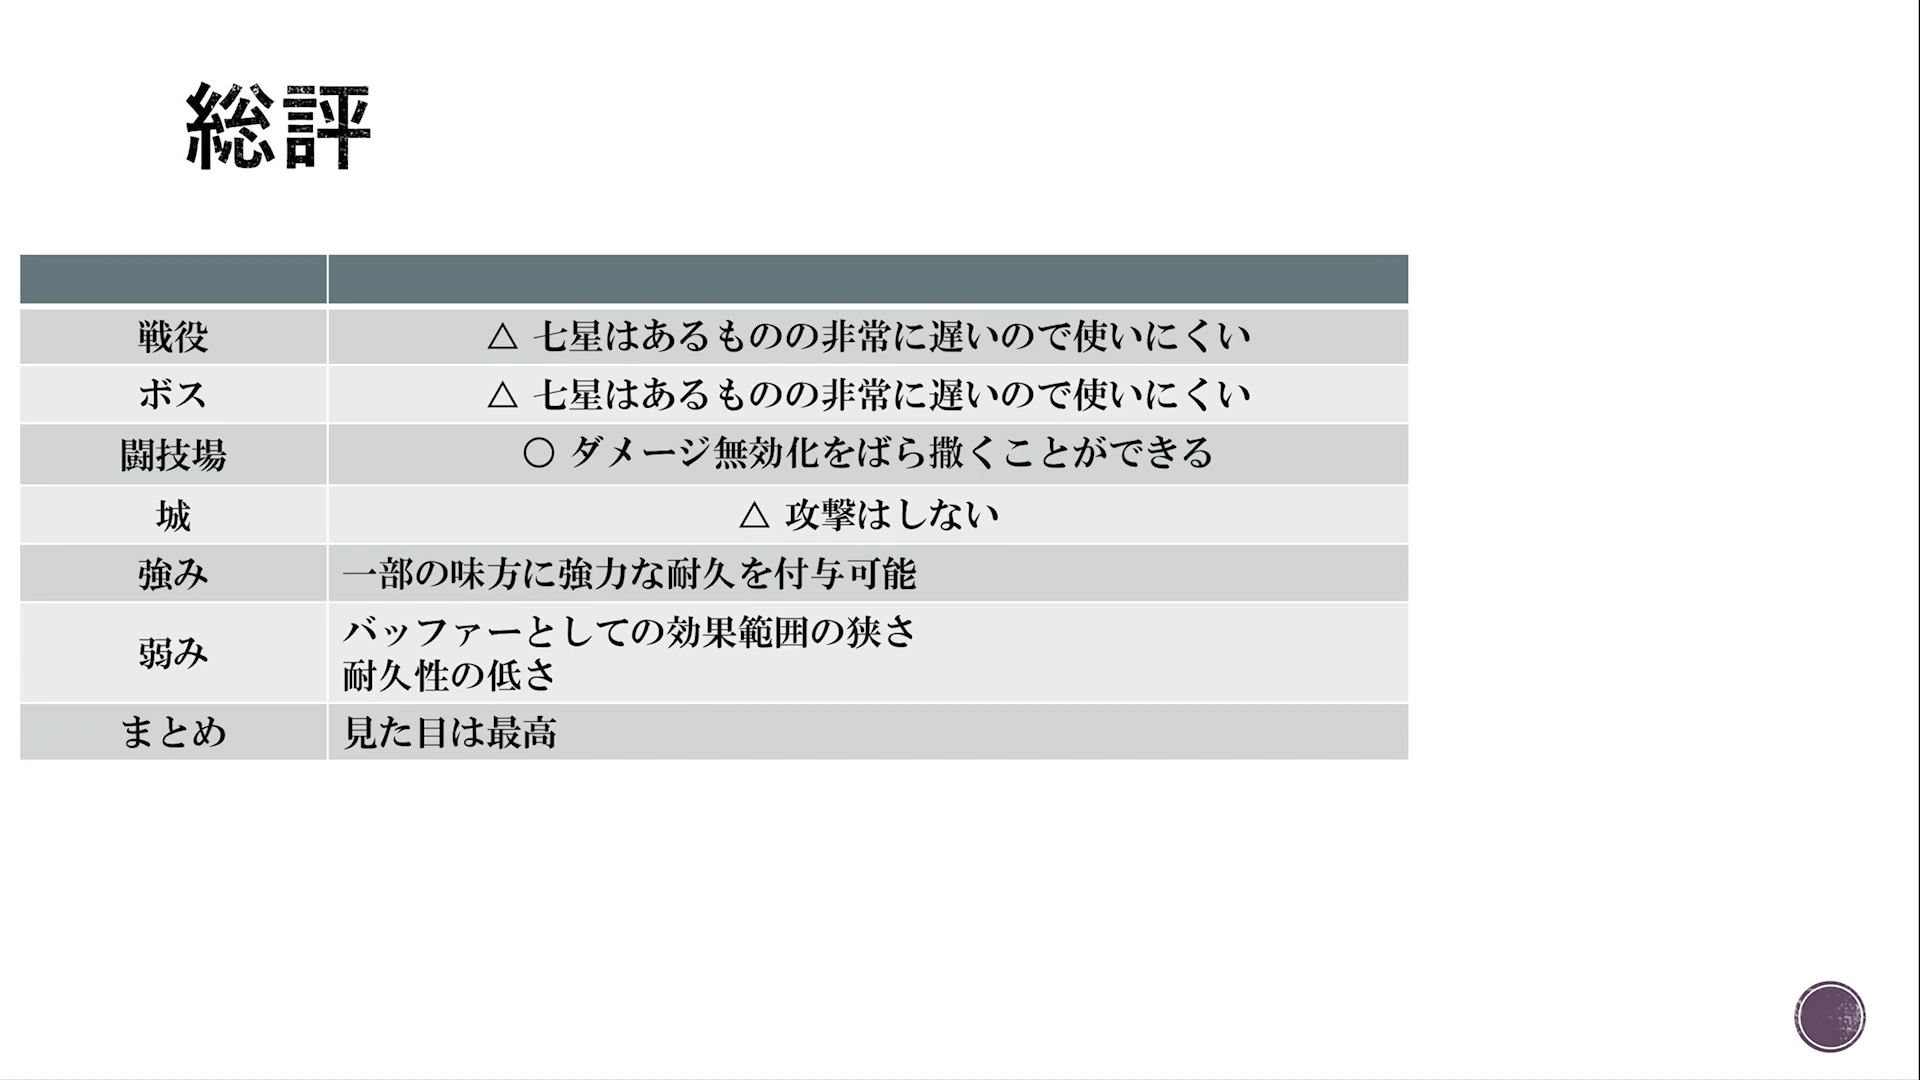 総評
戦役
△ 七星はあるものの非常に遅いので使いにくい
ボス
△ 七星はあるものの非常に遅いので使いにくい
闘技場
〇 ダメージ無効化をばら撒くことができる
城
△ 攻撃はしない
強み
一部の味方に強力な耐久を付与可能
弱み
バッファーとしての効果範囲の狭さ
耐久性の低さ
まとめ
見た目は最高